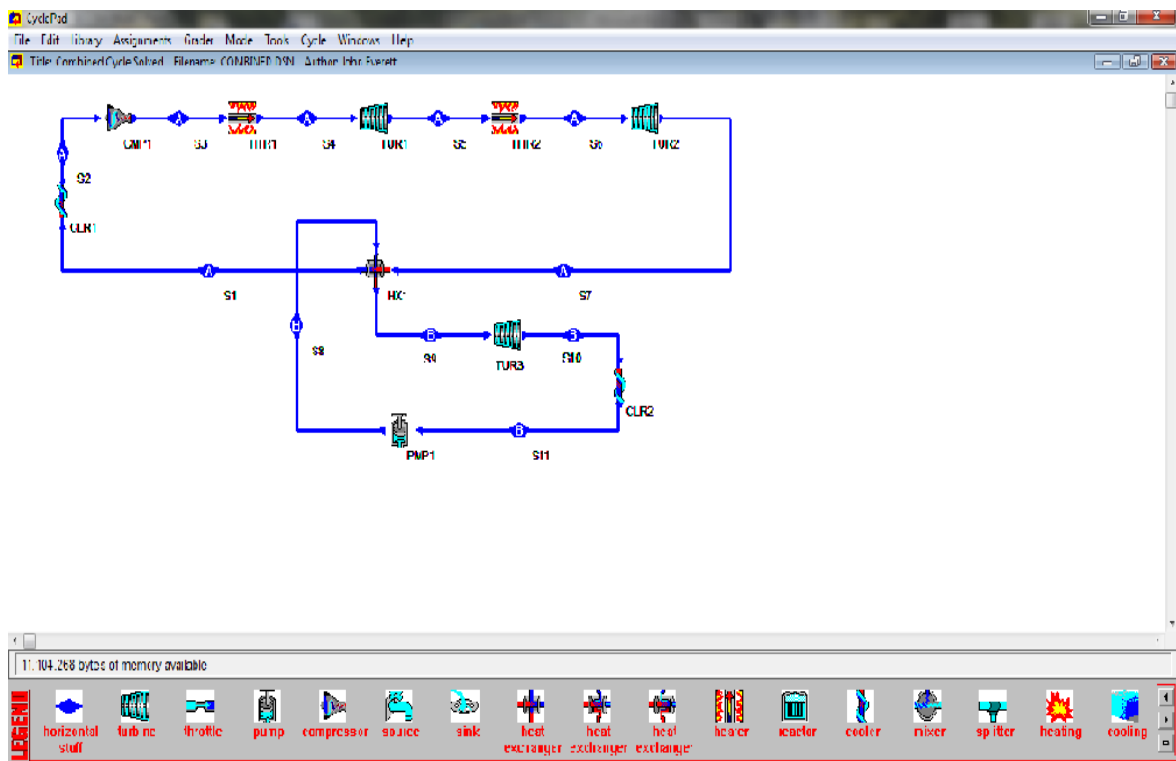 CyclePad
File Edit Library Assignments Grader Mode Tools Cycle Windows Help
Title: Combined Cycle Solved Filename: COMBINED.DSN Author: John Everett
CMP1 S3 HTR1 S4 TUR1 S5 HTR2 S6 TUR2
S2
CLR1
S1 HX1 S7
S8 S9 TUR3 S10
CLR2
PMP1 S11
11,104,268 bytes of memory available
LEGEND
horizontal stuff turbine throttle pump compressor source sink heat exchanger heat exchanger heat exchanger heater reactor cooler mixer splitter heating cooling